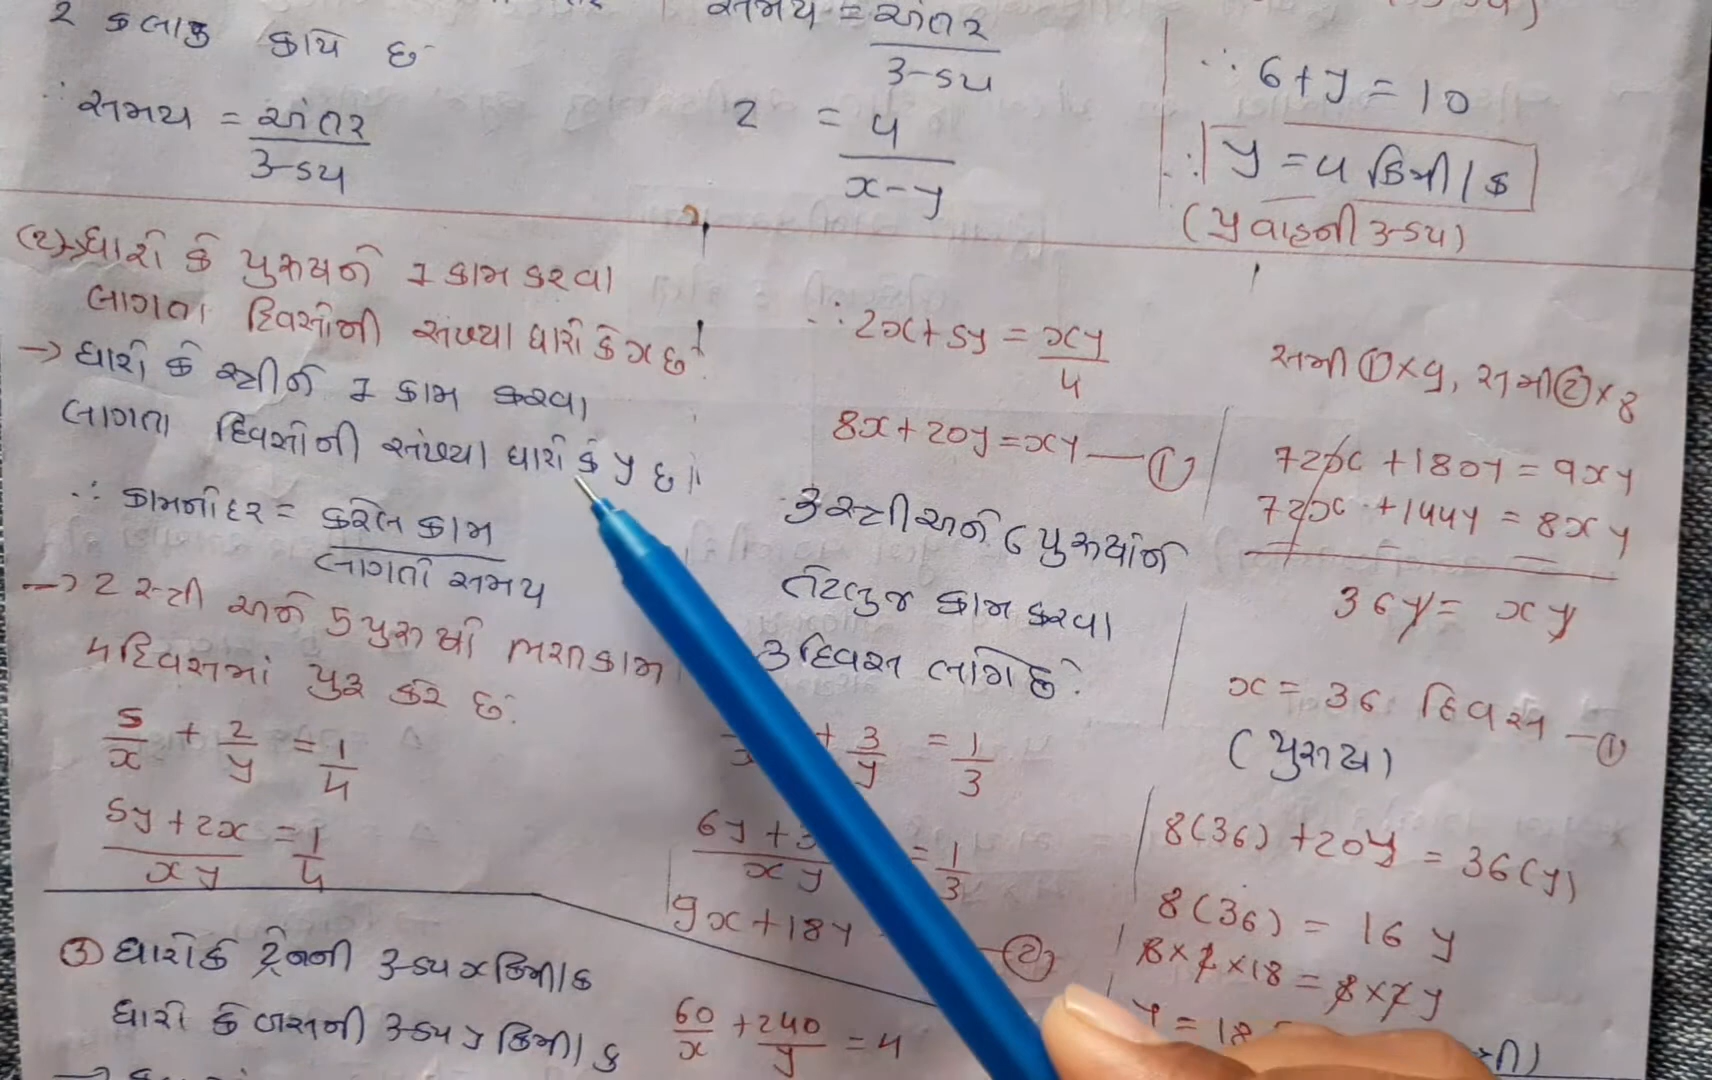 2 કલાક કાપે છે
∴ સમય = અંતર / ઝડપ
સમય = અંતર / ઝડપ
2 = 4 / x-y
∴ 6+y = 10
∴ y = 4 કિમી/ક
(પ્રવાહની ઝડપ)
(2)→ ધારો કે પુરુષને 1 કામ કરવા
લાગતા દિવસોની સંખ્યા ધારો કે x છે.
→ ધારો કે સ્ત્રીને 1 કામ કરવા
લાગતા દિવસોની સંખ્યા ધારો કે y છે
∴ કામનો દર = કરેલ કામ / લાગતો સમય
→ 2 સ્ત્રી અને 5 પુરુષો ભરતકામ
4 દિવસમાં પુરૂ કરે છે.
5/x + 2/y = 1/4
5y+2x / xy = 1/4
∴ 2x+5y = xy/4
8x+20y=xy — ①
3 સ્ત્રી અને 6 પુરુષોને
તેટલુજ કામ કરવા
3 દિવસ લાગે છે.
+ 3/y = 1/3
6y+3 / xy = 1/3
9x+18y
— ②
સમી ①×9, સમી ②×8
72x +180y = 9xy
72x +144y = 8xy
36y = xy
x = 36 દિવસ —①
(પુરુષ)
8(36) +20y = 36(y)
8(36) = 16y
8×2×18 = 8×2y
y = 18
③ ધારોકે ટ્રેનની ઝડપ x કિમી/ક
ધારો કે બસની ઝડપ y કિમી/ક
60/x + 240/y = 4